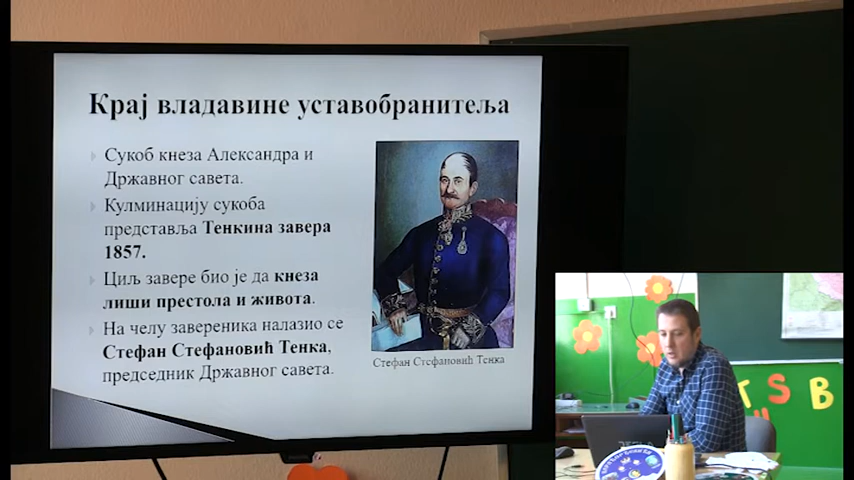 Крај владавине уставобранитеља
Сукоб кнеза Александра и
Државног савета.
Кулминацију сукоба
представља Тенкина завера
1857.
Циљ завере био је да кнеза
лиши престола и живота.
На челу завереника налазио се
Стефан Стефановић Тенка,
председник Државног савета.
Стефан Стефановић Тенка
T S B